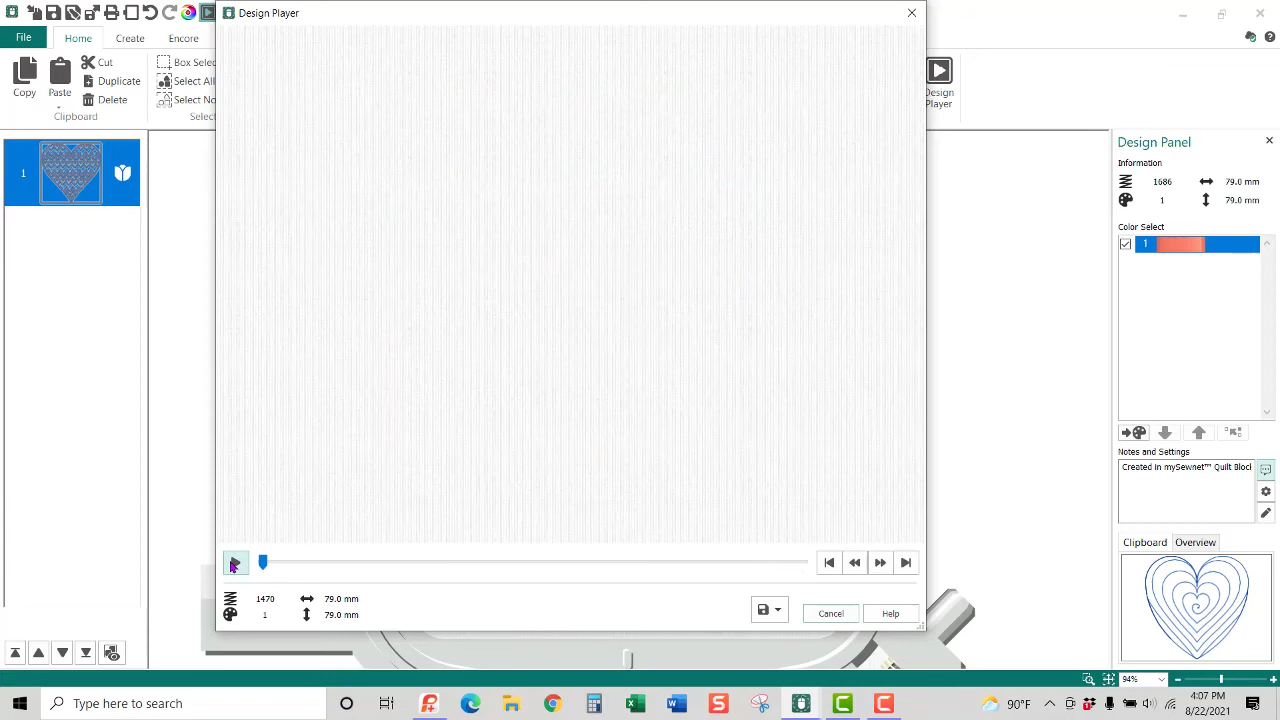 Design Player
File
Home
Create
Encore
Copy
Paste
Cut
Duplicate
Delete
Clipboard
Box Selec
Select All
Select No
Select
Design
Player
1
Design Panel
Information
1686
79.0 mm
1
79.0 mm
Color Select
1
Notes and Settings
Created in mySewnet™ Quilt Bloc
Clipboard
Overview
1470
79.0 mm
1
79.0 mm
Cancel
Help
94%
Type here to search
90°F
4:07 PM
8/22/2021